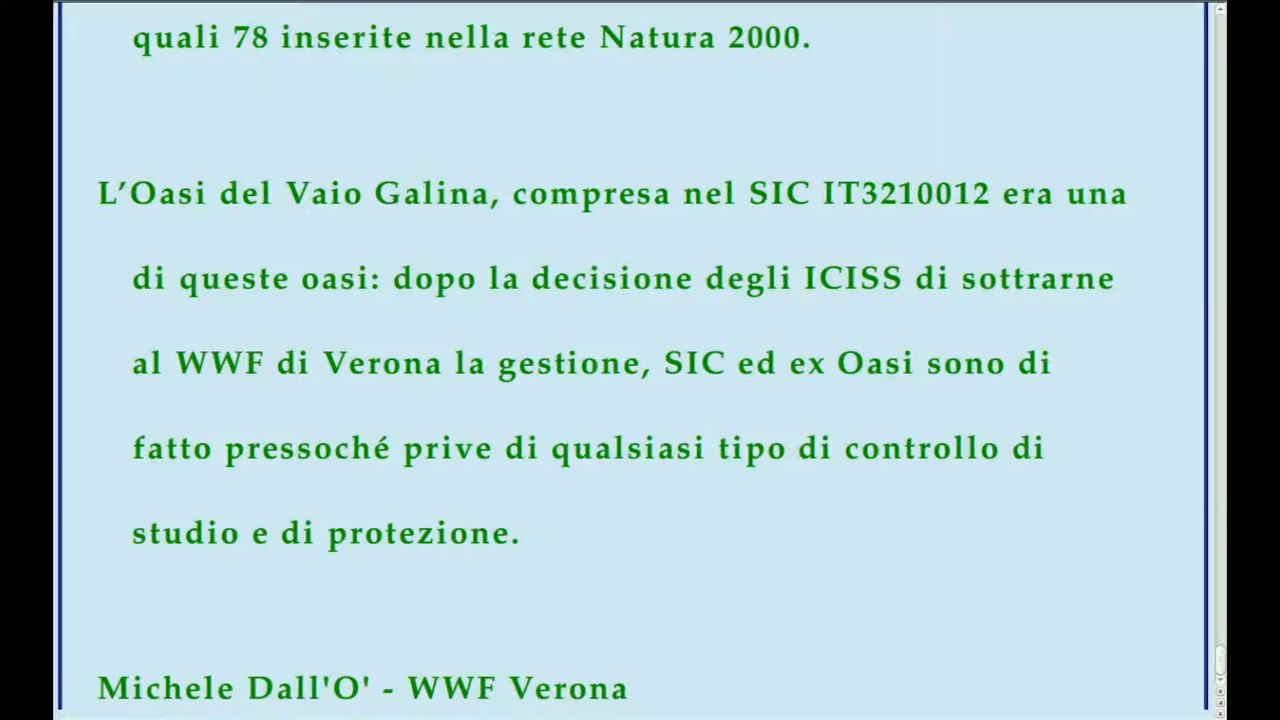 quali 78 inserite nella rete Natura 2000.
L’Oasi del Vaio Galina, compresa nel SIC IT3210012 era una
di queste oasi: dopo la decisione degli ICISS di sottrarne
al WWF di Verona la gestione, SIC ed ex Oasi sono di
fatto pressoché prive di qualsiasi tipo di controllo di
studio e di protezione.
Michele Dall'O' - WWF Verona